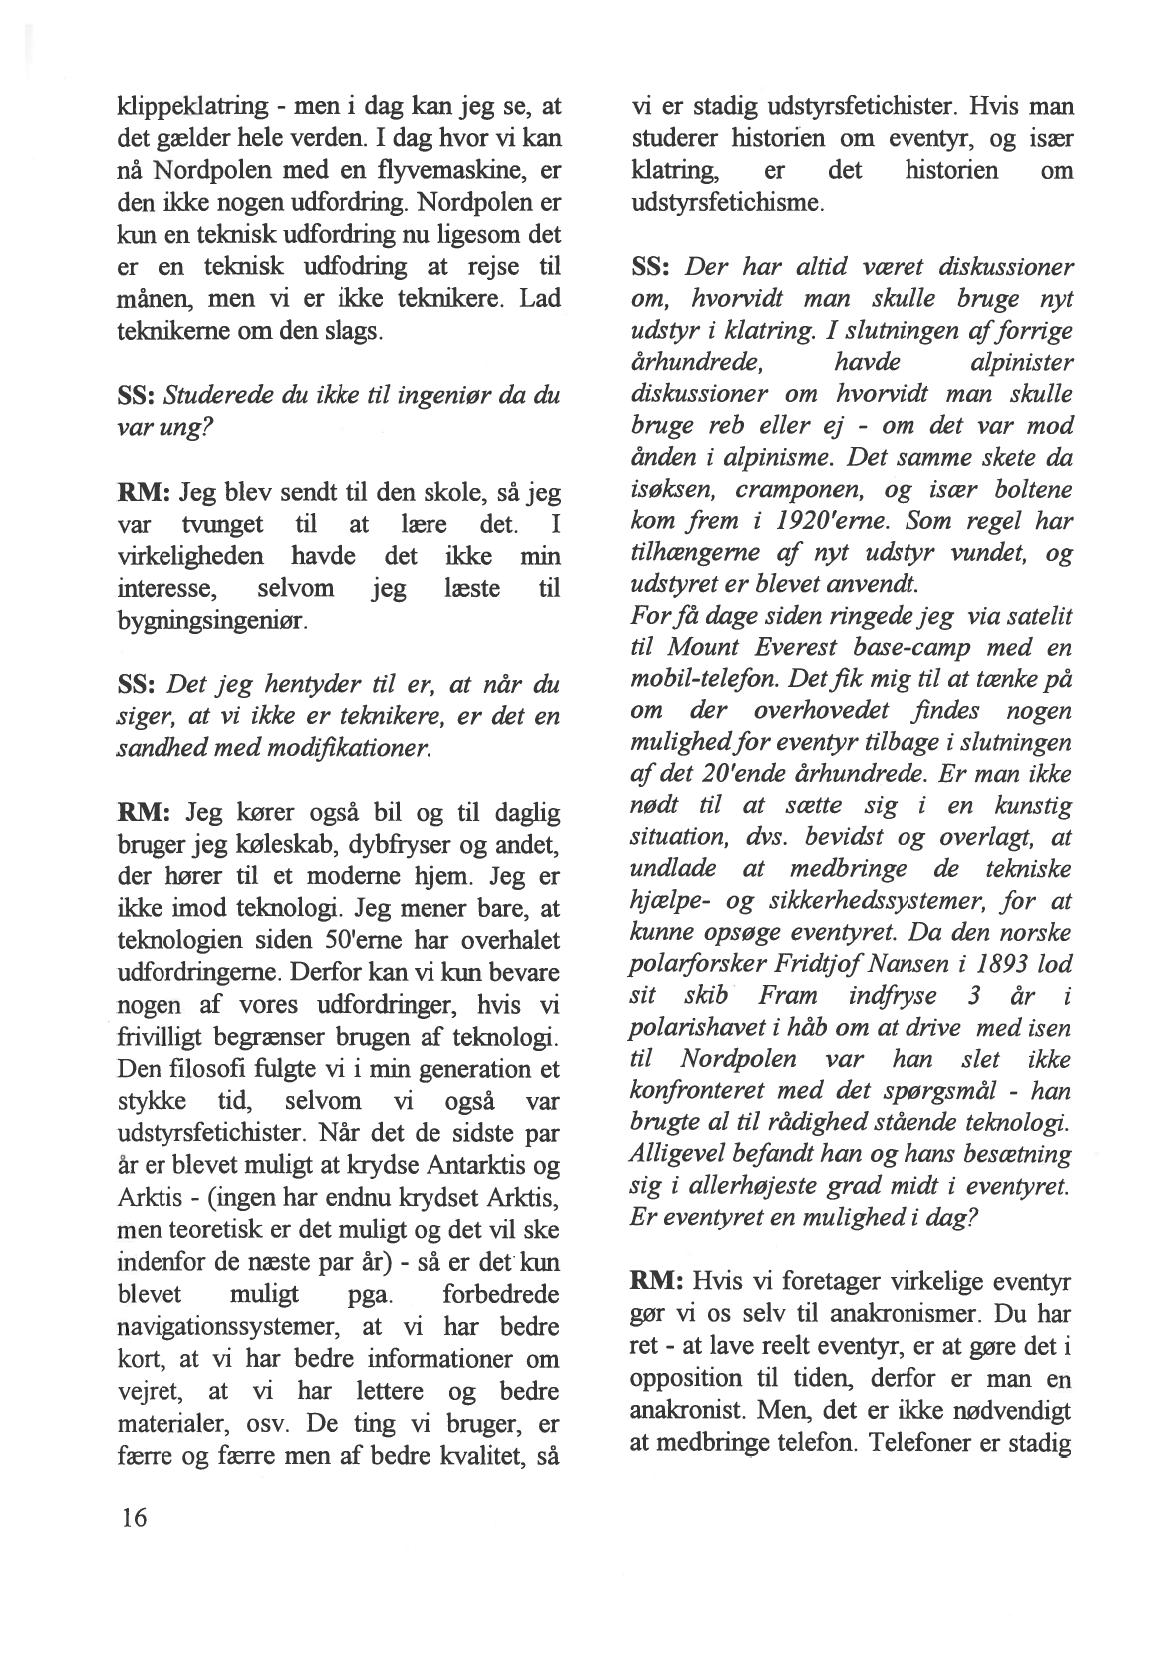 klippeklatring - men i dag kan jeg se, at
det gælder hele verden. I dag hvor vi kan
nå Nordpolen med en flyvemaskine, er
den ikke nogen udfordring. Nordpolen er
kun en teknisk udfordring nu ligesom det
er en teknisk udfodring at rejse til
månen, men vi er ikke teknikere. Lad
teknikerne om den slags.

SS: Studerede du ikke til ingeniør da du
var ung?

RM: Jeg blev sendt til den skole, så jeg
var tvunget til at lære det. I
virkeligheden havde det ikke min
interesse, selvom jeg læste til
bygningsingeniør.

SS: Det jeg hentyder til er, at når du
siger, at vi ikke er teknikere, er det en
sandhed med modifikationer.

RM: Jeg kører også bil og til daglig
bruger jeg køleskab, dybfryser og andet,
der hører til et moderne hjem. Jeg er
ikke imod teknologi. Jeg mener bare, at
teknologien siden 50'erne har overhalet
udfordringerne. Derfor kan vi kun bevare
nogen af vores udfordringer, hvis vi
frivilligt begrænser brugen af teknologi.
Den filosofi fulgte vi i min generation et
stykke tid, selvom vi også var
udstyrsfetichister. Når det de sidste par
år er blevet muligt at krydse Antarktis og
Arktis - (ingen har endnu krydset Arktis,
men teoretisk er det muligt og det vil ske
indenfor de næste par år) - så er det kun
blevet muligt pga. forbedrede
navigationssystemer, at vi har bedre
kort, at vi har bedre informationer om
vejret, at vi har lettere og bedre
materialer, osv. De ting vi bruger, er
færre og færre men af bedre kvalitet, så

vi er stadig udstyrsfetichister. Hvis man
studerer historien om eventyr, og især
klatring, er det historien om
udstyrsfetichisme.

SS: Der har altid været diskussioner
om, hvorvidt man skulle bruge nyt
udstyr i klatring. I slutningen af forrige
århundrede, havde alpinister
diskussioner om hvorvidt man skulle
bruge reb eller ej - om det var mod
ånden i alpinisme. Det samme skete da
isøksen, cramponen, og især boltene
kom frem i 1920'erne. Som regel har
tilhængerne af nyt udstyr vundet, og
udstyret er blevet anvendt.
For få dage siden ringede jeg via satelit
til Mount Everest base-camp med en
mobil-telefon. Det fik mig til at tænke på
om der overhovedet findes nogen
mulighed for eventyr tilbage i slutningen
af det 20'ende århundrede. Er man ikke
nødt til at sætte sig i en kunstig
situation, dvs. bevidst og overlagt, at
undlade at medbringe de tekniske
hjælpe- og sikkerhedssystemer, for at
kunne opsøge eventyret. Da den norske
polarforsker Fridtjof Nansen i 1893 lod
sit skib Fram indfryse 3 år i
polarishavet i håb om at drive med isen
til Nordpolen var han slet ikke
konfronteret med det spørgsmål - han
brugte al til rådighed stående teknologi.
Alligevel befandt han og hans besætning
sig i allerhøjeste grad midt i eventyret.
Er eventyret en mulighed i dag?

RM: Hvis vi foretager virkelige eventyr
gør vi os selv til anakronismer. Du har
ret - at lave reelt eventyr, er at gøre det i
opposition til tiden, derfor er man en
anakronist. Men, det er ikke nødvendigt
at medbringe telefon. Telefoner er stadig

16